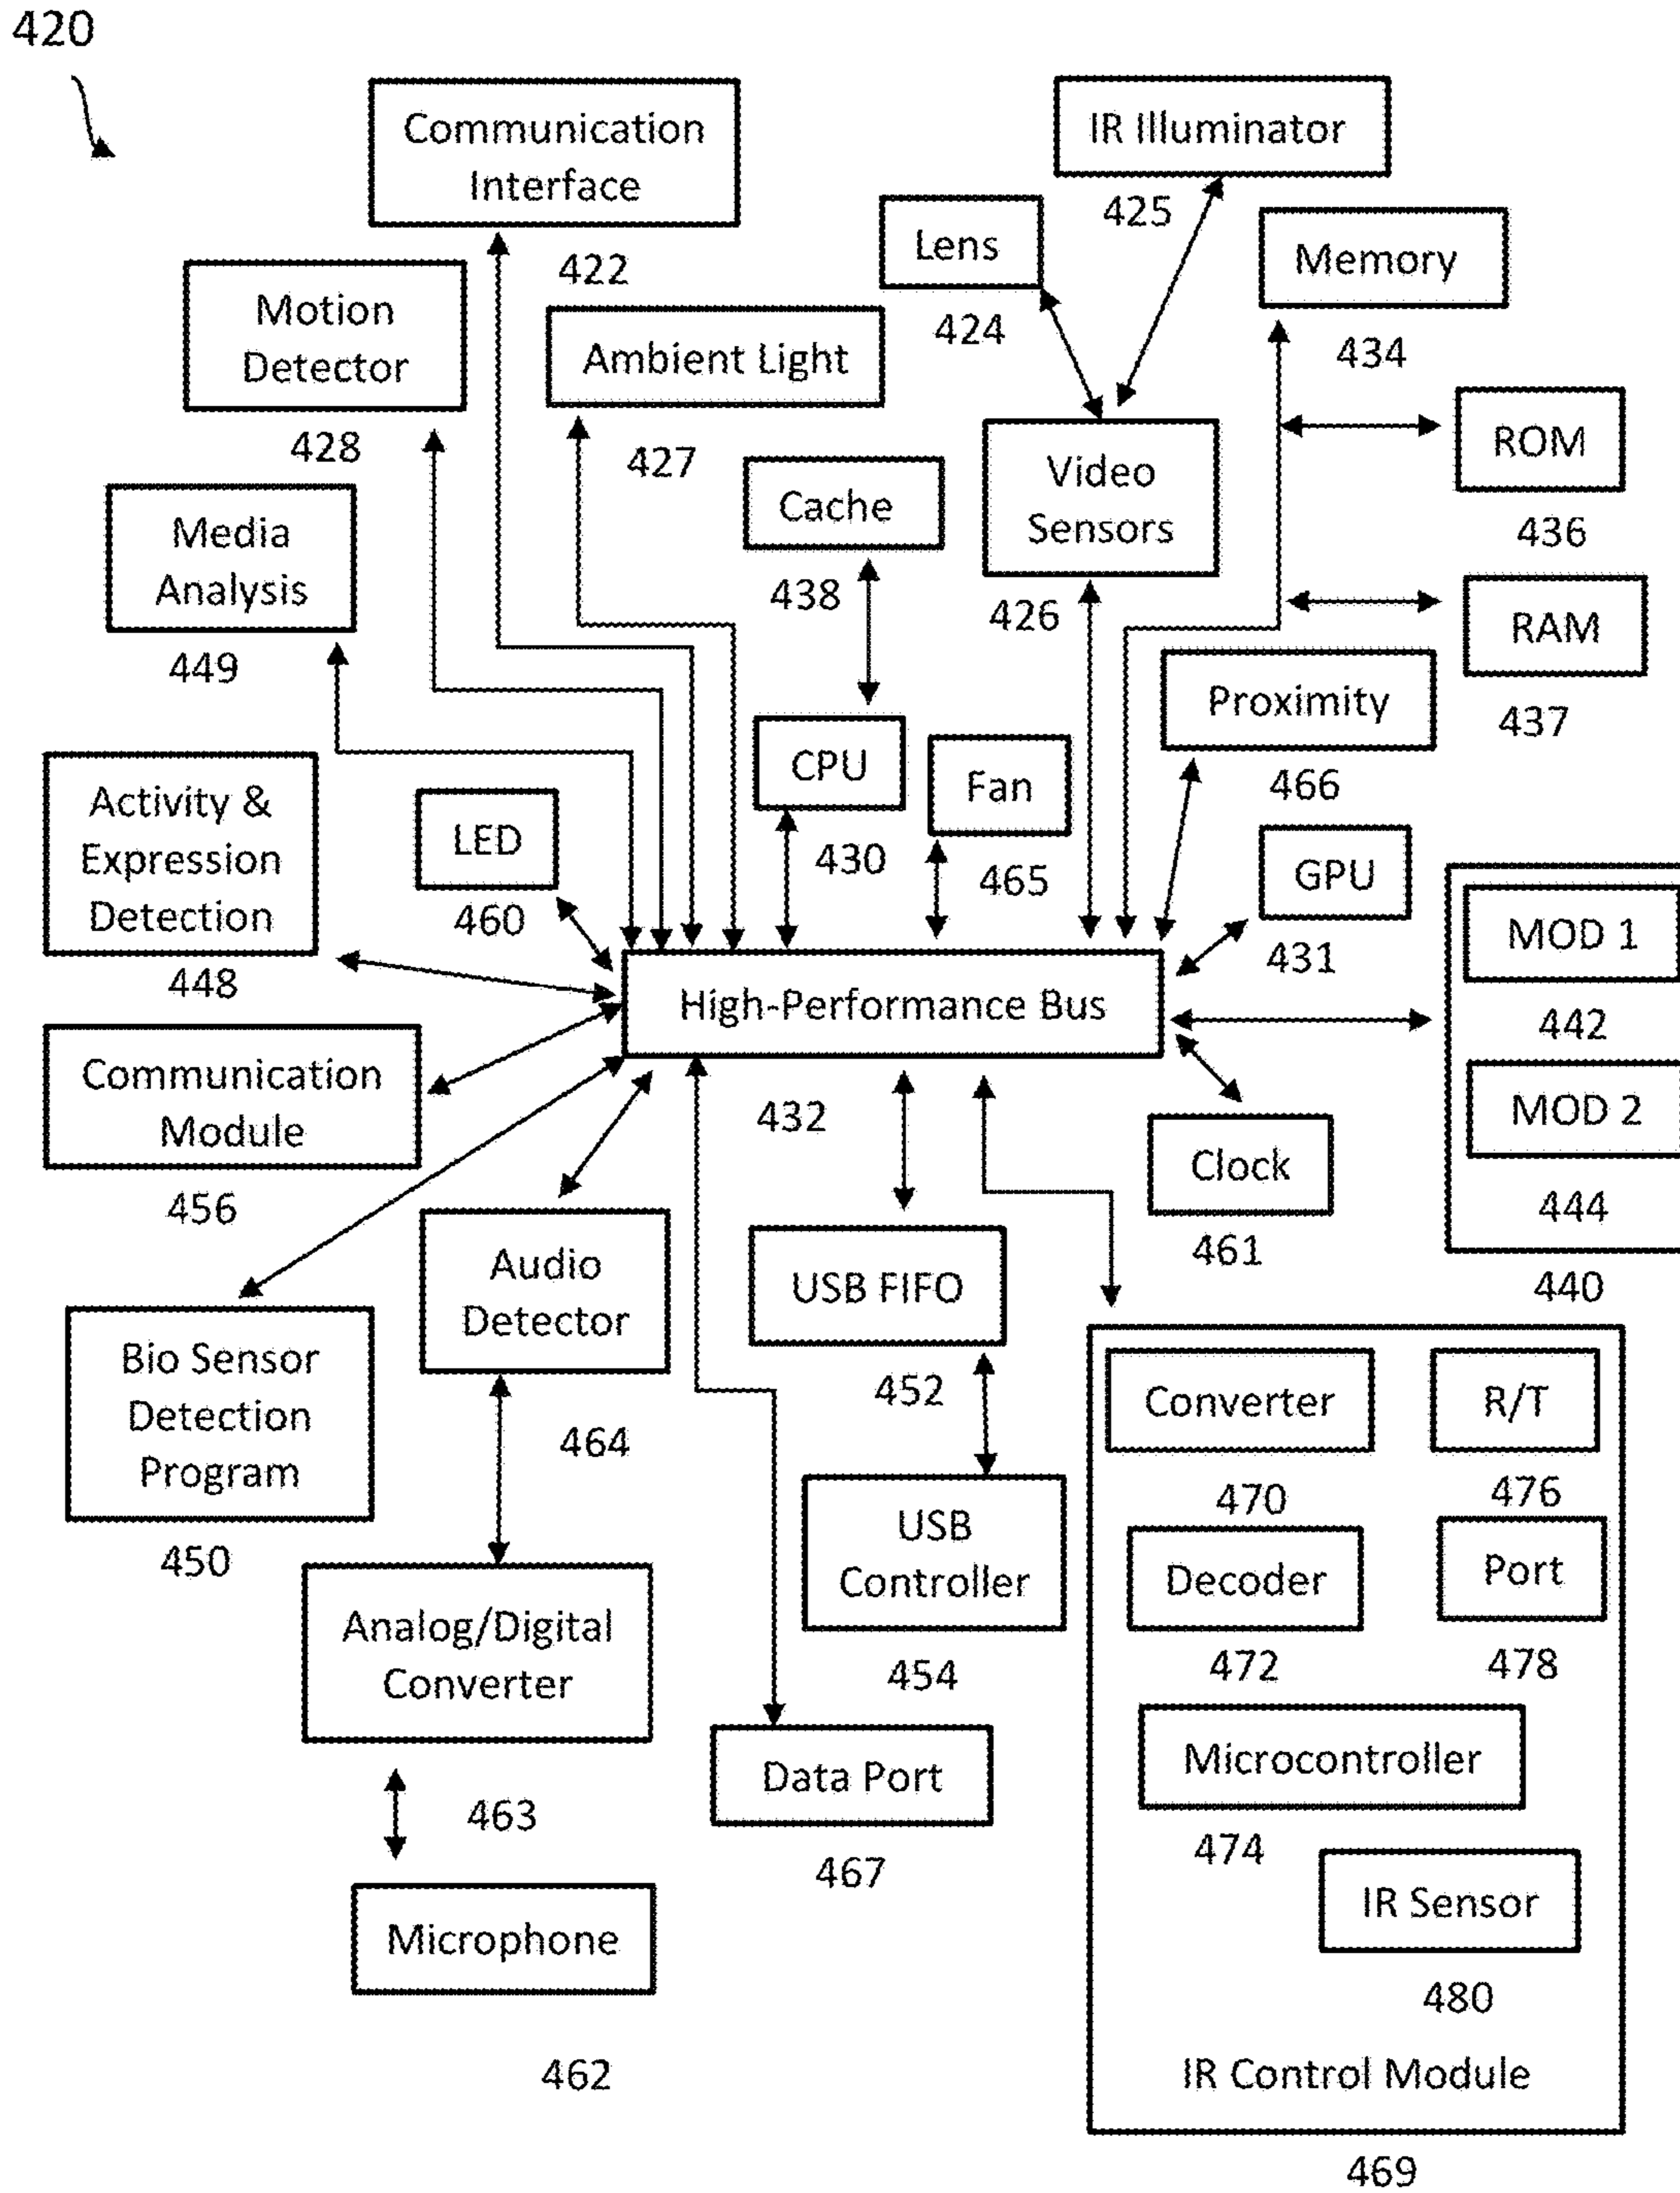 420
Communication
Interface
422
IR Illuminator
425
Lens
424
Memory
434
Motion
Detector
428
Ambient Light
427
Cache
438
Video
Sensors
426
ROM
436
RAM
437
Media
Analysis
449
Proximity
466
CPU
430
Fan
465
Activity &
Expression
Detection
448
LED
460
GPU
431
MOD 1
442
MOD 2
444
440
High-Performance Bus
432
Communication
Module
456
Clock
461
Audio
Detector
464
USB FIFO
452
Bio Sensor
Detection
Program
450
USB
Controller
454
Analog/Digital
Converter
463
Data Port
467
Microphone
462
Converter
470
R/T
476
Decoder
472
Port
478
Microcontroller
474
IR Sensor
480
IR Control Module
469